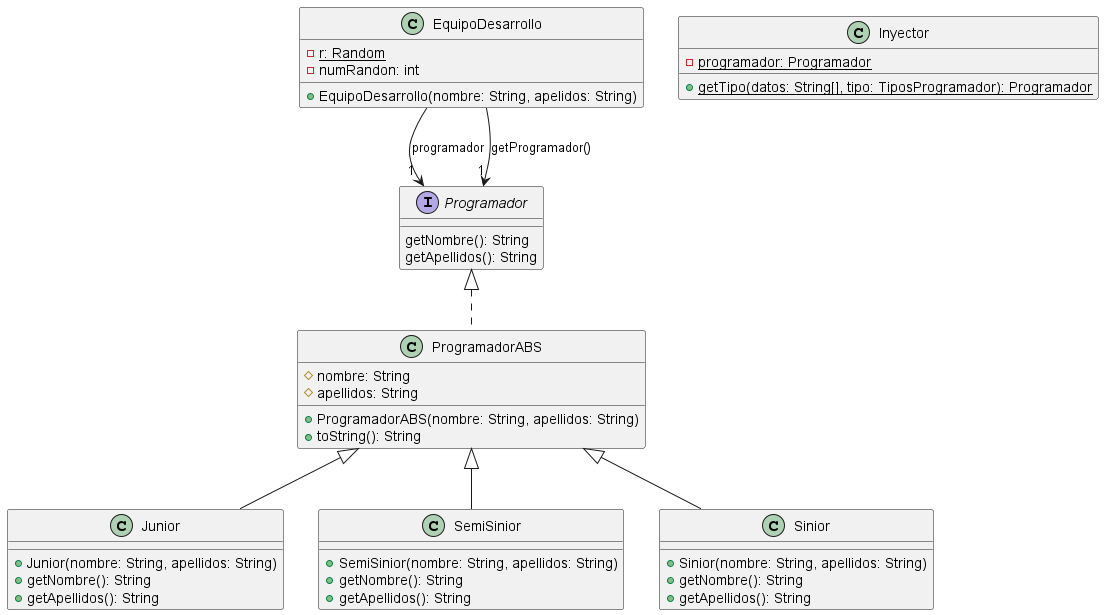 EquipoDesarrollo
r: Random
numRandon: int
EquipoDesarrollo(nombre: String, apelidos: String)
Inyector
programador: Programador
getTipo(datos: String[], tipo: TiposProgramador): Programador
programador
getProgramador()
1
1
Programador
getNombre(): String
getApellidos(): String
ProgramadorABS
nombre: String
apellidos: String
ProgramadorABS(nombre: String, apellidos: String)
toString(): String
Junior
Junior(nombre: String, apellidos: String)
getNombre(): String
getApellidos(): String
SemiSinior
SemiSinior(nombre: String, apellidos: String)
getNombre(): String
getApellidos(): String
Sinior
Sinior(nombre: String, apellidos: String)
getNombre(): String
getApellidos(): String